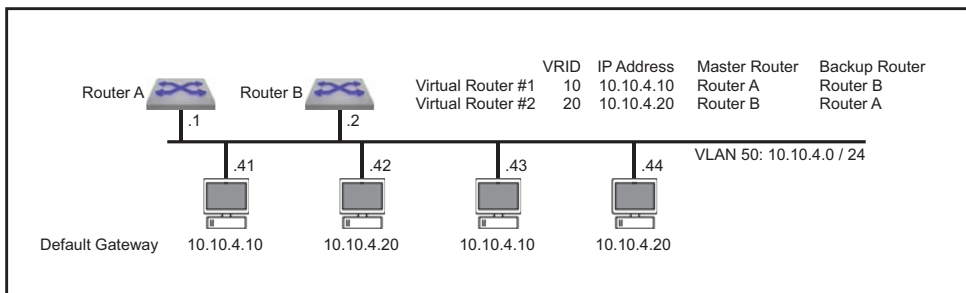 VRID IP Address Master Router Backup Router
Router A Router B Virtual Router #1 10 10.10.4.10 Router A Router B
Virtual Router #2 20 10.10.4.20 Router B Router A
.1 .2
VLAN 50: 10.10.4.0 / 24
.41 .42 .43 .44
Default Gateway 10.10.4.10 10.10.4.20 10.10.4.10 10.10.4.20